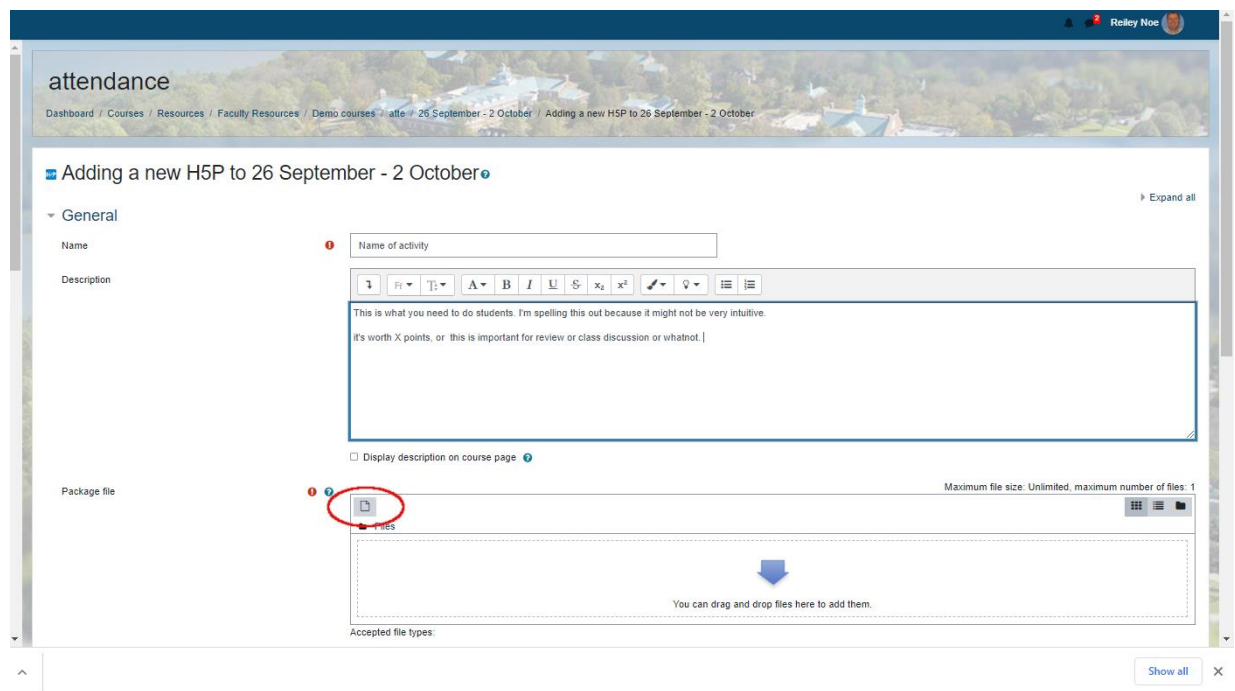 2
Reiley Noe
attendance
Dashboard / Courses / Resources / Faculty Resources / Demo courses / atte / 26 September - 2 October / Adding a new H5P to 26 September - 2 October
H-P Adding a new H5P to 26 September - 2 October
Expand all
General
Name
Name of activity
Description
Ff T A B I U S x₂ x²
This is what you need to do students. I'm spelling this out because it might not be very intuitive.
it's worth X points, or this is important for review or class discussion or whatnot.
Display description on course page
Package file
Maximum file size: Unlimited, maximum number of files: 1
Files
You can drag and drop files here to add them.
Accepted file types:
Show all